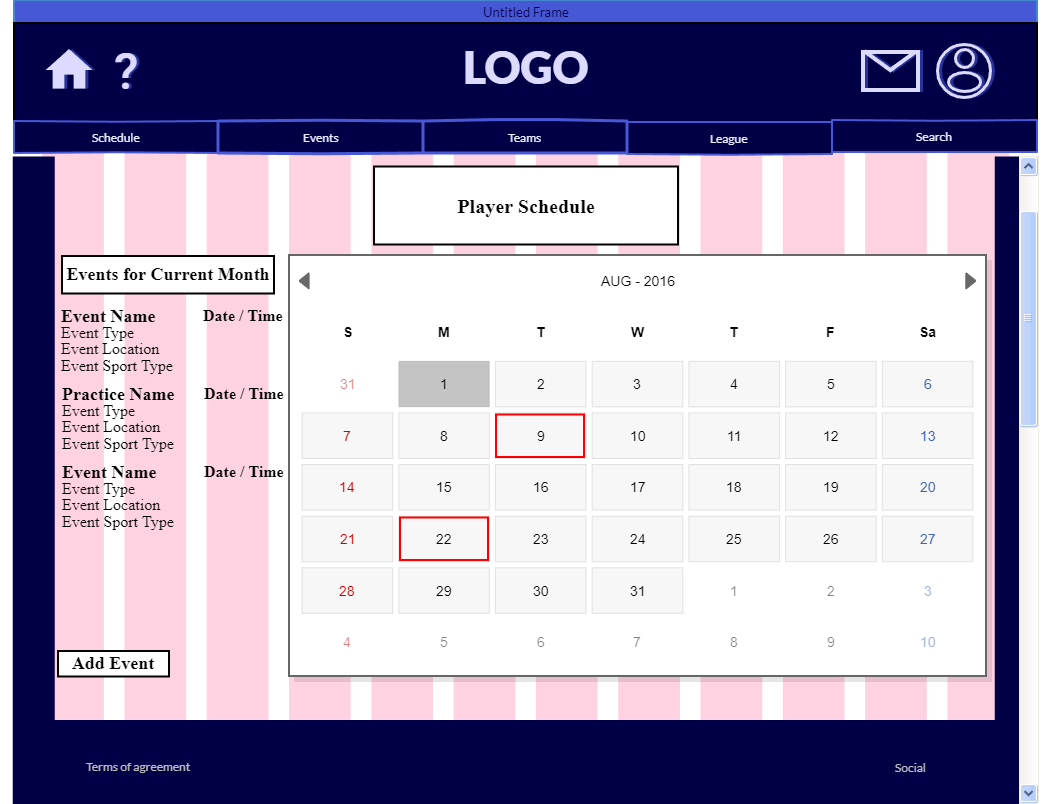 Untitled Frame
?
LOGO
Schedule Events Teams League Search
Player Schedule
Events for Current Month
Event Name Date / Time
Event Type
Event Location
Event Sport Type
Practice Name Date / Time
Event Type
Event Location
Event Sport Type
Event Name Date / Time
Event Type
Event Location
Event Sport Type
Add Event
AUG - 2016
S M T W T F Sa
31 1 2 3 4 5 6
7 8 9 10 11 12 13
14 15 16 17 18 19 20
21 22 23 24 25 26 27
28 29 30 31 1 2 3
4 5 6 7 8 9 10
Terms of agreement Social